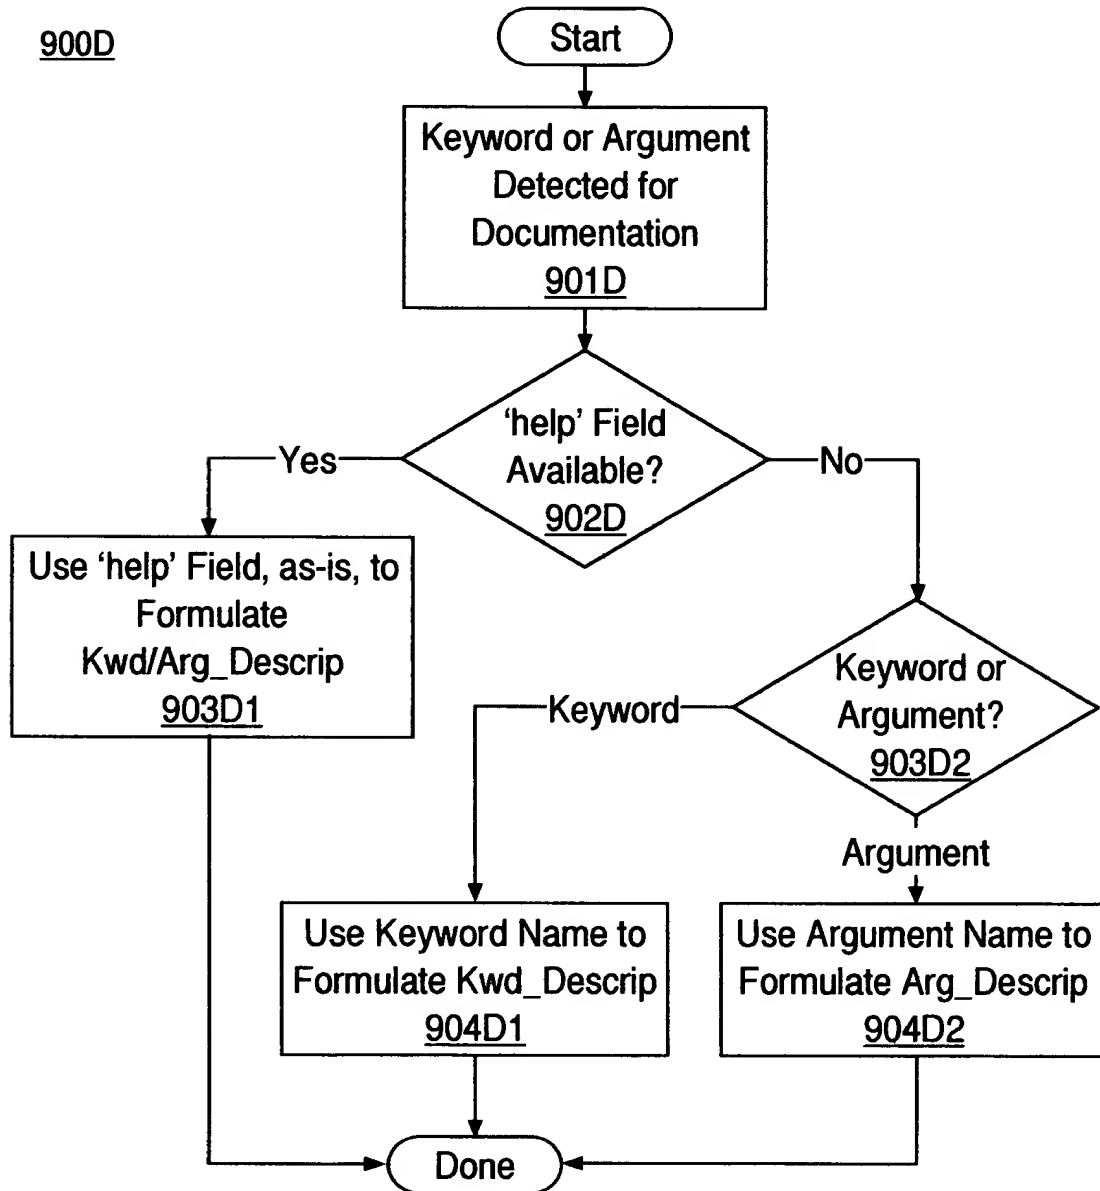 900D
Start
Keyword or Argument
Detected for
Documentation
901D
‘help’ Field
Available?
902D
Yes
No
Use ‘help’ Field, as-is, to
Formulate
Kwd/Arg_Descrip
903D1
Keyword or
Argument?
903D2
Keyword
Argument
Use Keyword Name to
Formulate Kwd_Descrip
904D1
Use Argument Name to
Formulate Arg_Descrip
904D2
Done